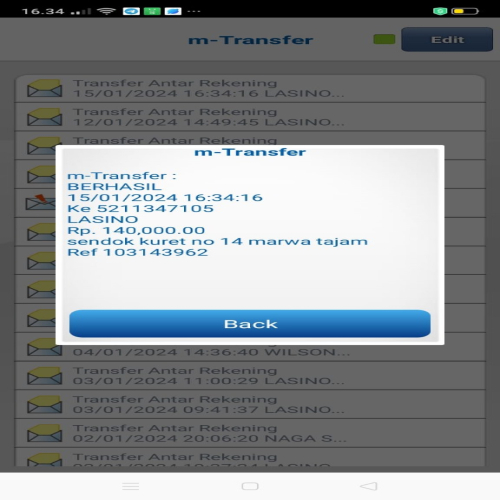 16.34
m-Transfer
Edit
Transfer Antar Rekening
15/01/2024 16:34:16 LASINO...
Transfer Antar Rekening
12/01/2024 14:49:45 LASINO...
Transfer Antar Rekening
m-Transfer
m-Transfer :
BERHASIL
15/01/2024 16:34:16
Ke 5211347105
LASINO
Rp. 140,000.00
sendok kuret no 14 marwa tajam
Ref 103143962
Back
04/01/2024 14:36:40 WILSON...
Transfer Antar Rekening
03/01/2024 11:00:29 LASINO...
Transfer Antar Rekening
03/01/2024 09:41:37 LASINO...
Transfer Antar Rekening
02/01/2024 20:06:20 NAGA S...
Transfer Antar Rekening